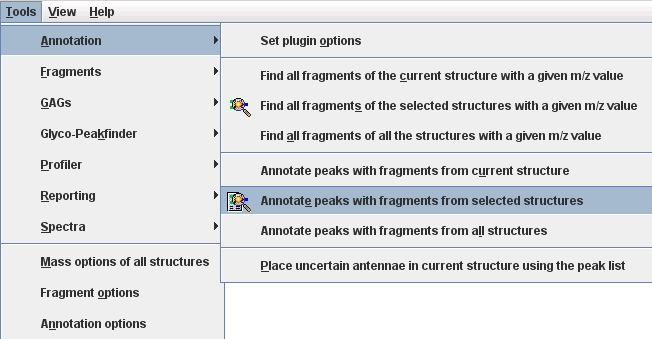 Tools View Help
Annotation
Fragments
GAGs
Glyco-Peakfinder
Profiler
Reporting
Spectra
Mass options of all structures
Fragment options
Annotation options
Set plugin options
Find all fragments of the current structure with a given m/z value
Find all fragments of the selected structures with a given m/z value
Find all fragments of all the structures with a given m/z value
Annotate peaks with fragments from current structure
Annotate peaks with fragments from selected structures
Annotate peaks with fragments from all structures
Place uncertain antennae in current structure using the peak list